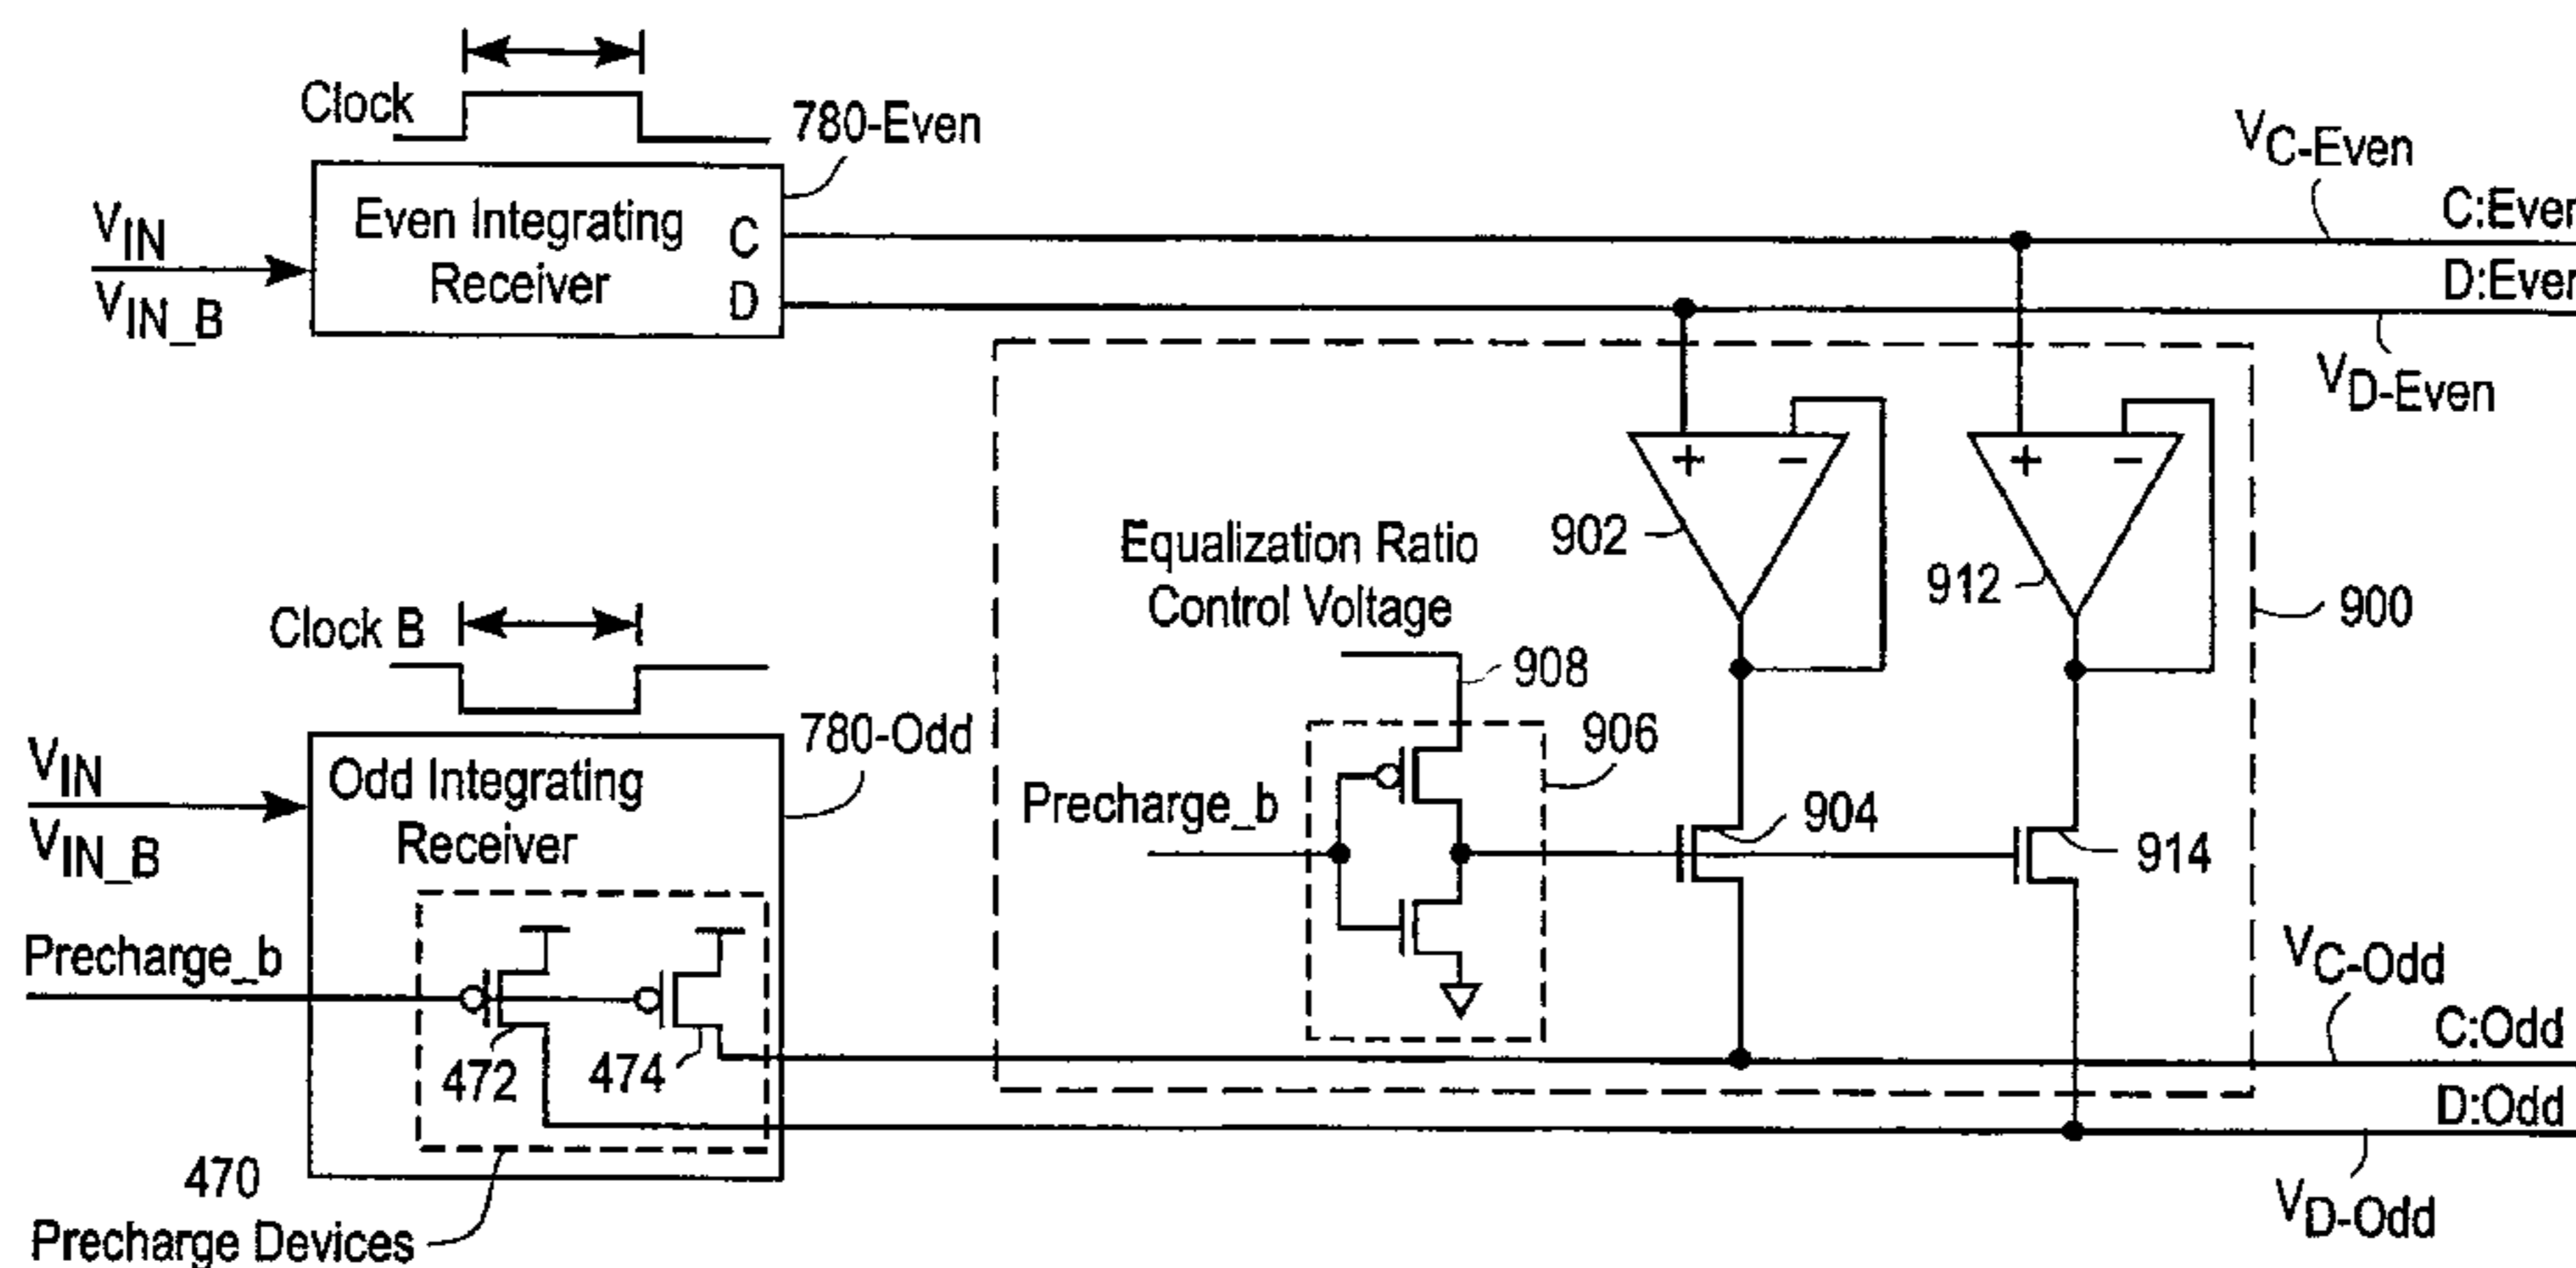 Clock
780-Even
VC-Even
C:Even
VIN
Even Integrating
Receiver
C
D
VIN_B
D:Even
VD-Even
+
−
+
−
902
912
Equalization Ratio
Control Voltage
900
Clock B
908
780-Odd
906
VIN
Odd Integrating
Receiver
VIN_B
Precharge_b
904
914
Precharge_b
472
474
VC-Odd
C:Odd
D:Odd
470
Precharge Devices
VD-Odd